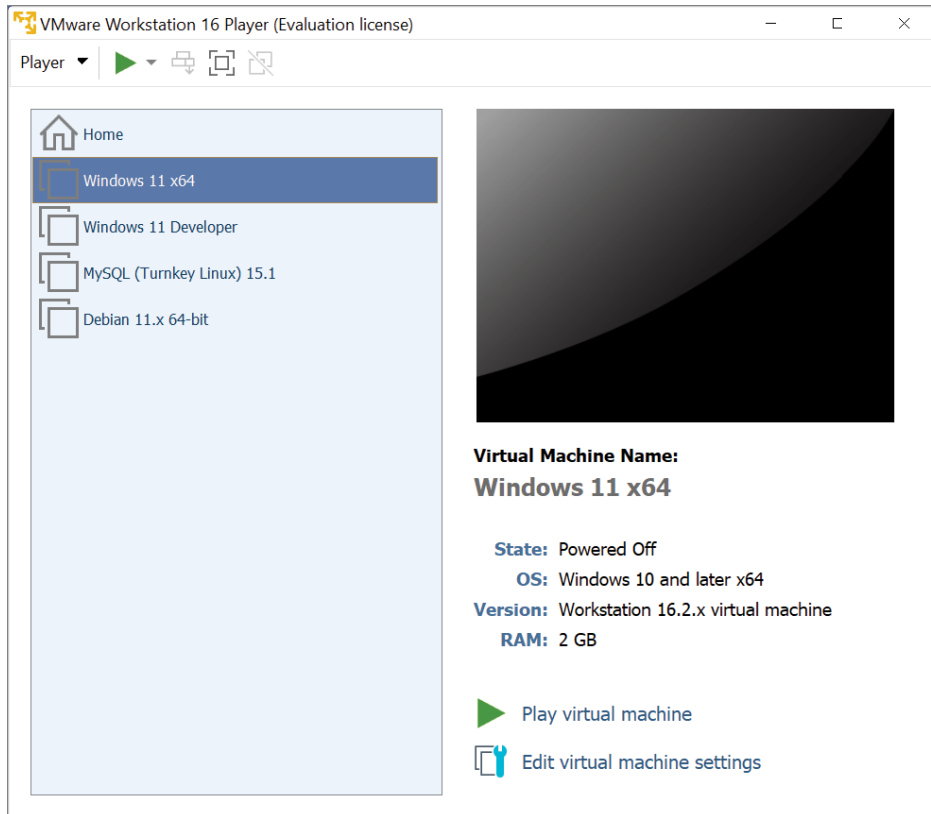 VMware Workstation 16 Player (Evaluation license)
Player
Home
Windows 11 x64
Windows 11 Developer
MySQL (Turnkey Linux) 15.1
Debian 11.x 64-bit
Virtual Machine Name:
Windows 11 x64
State: Powered Off
OS: Windows 10 and later x64
Version: Workstation 16.2.x virtual machine
RAM: 2 GB
Play virtual machine
Edit virtual machine settings